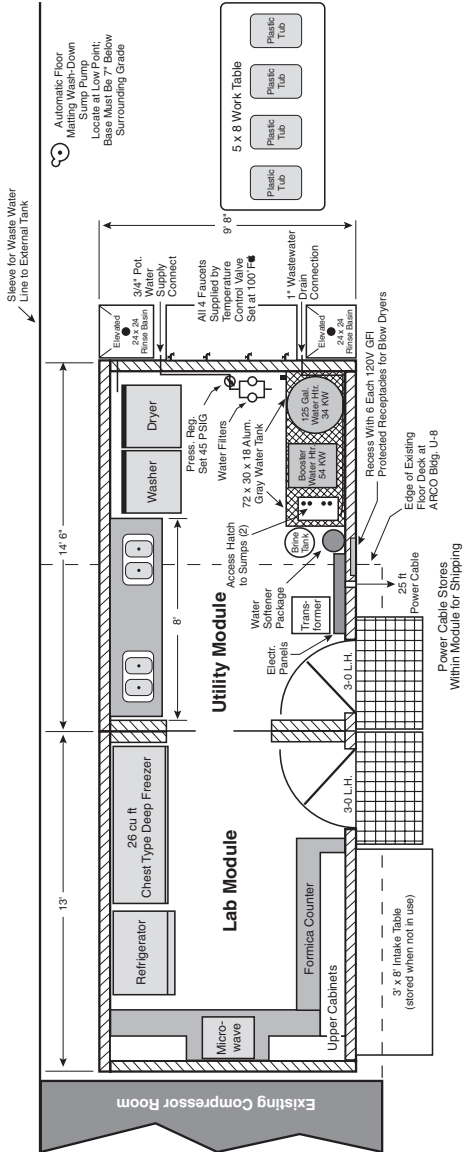 Sleeve for Waste Water
Line to External Tank
Automatic Floor
Matting Wash-Down
Sump Pump
Locate at Low Point;
Base Must Be 7" Below
Surrounding Grade
13'
14' 6"
9' 8"
Existing Compressor Room
Refrigerator
26 cu ft
Chest Type Deep Freezer
Micro-
wave
Lab Module
Formica Counter
Upper Cabinets
3' x 8' Intake Table
(stored when not in use)
3-0 L.H.
3-0 L.H.
8'
Utility Module
Washer
Dryer
Press. Reg.
Set 45 PSIG
Water Filters
72 x 30 x 18 Alum.
Gray Water Tank
Access Hatch
to Sumps (2)
Water
Softener
Package
Brine
Tank
Trans-
former
Electr.
Panels
Booster
Water Htr.
54 KW
125 Gal.
Water Htr.
34 KW
Elevated
24 x 24
Rinse Basin
3/4" Pot.
Water
Supply
Connect
All 4 Faucets
Supplied by
Temperature
Control Valve
Set at 100°F
1" Wastewater
Drain
Connection
Elevated
24 x 24
Rinse Basin
5 x 8 Work Table
Plastic
Tub
Plastic
Tub
Plastic
Tub
Plastic
Tub
Recess With 6 Each 120V GFI
Protected Receptacles for Blow Dryers
Edge of Existing
Floor Deck at
ARCO Bldg. U-8
25 ft
Power Cable
Power Cable Stores
Within Module for Shipping